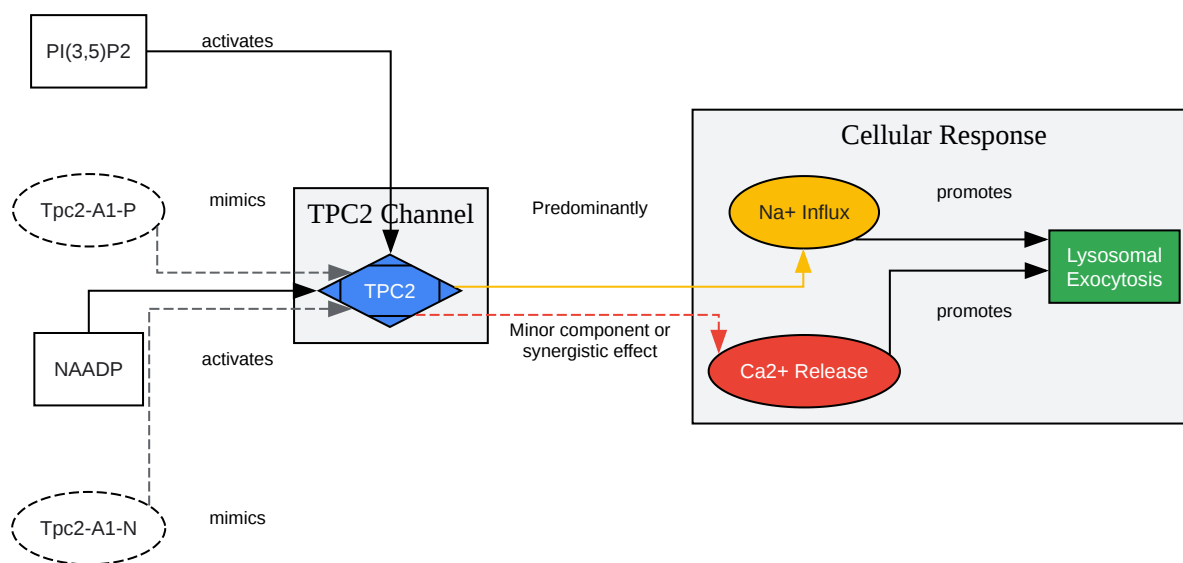 PI(3,5)P2
activates
Tpc2-A1-P
mimics
NAADP
activates
Tpc2-A1-N
mimics
TPC2 Channel
TPC2
Predominantly
Minor component or
synergistic effect
Cellular Response
Na+ Influx
promotes
Ca2+ Release
promotes
Lysosomal
Exocytosis